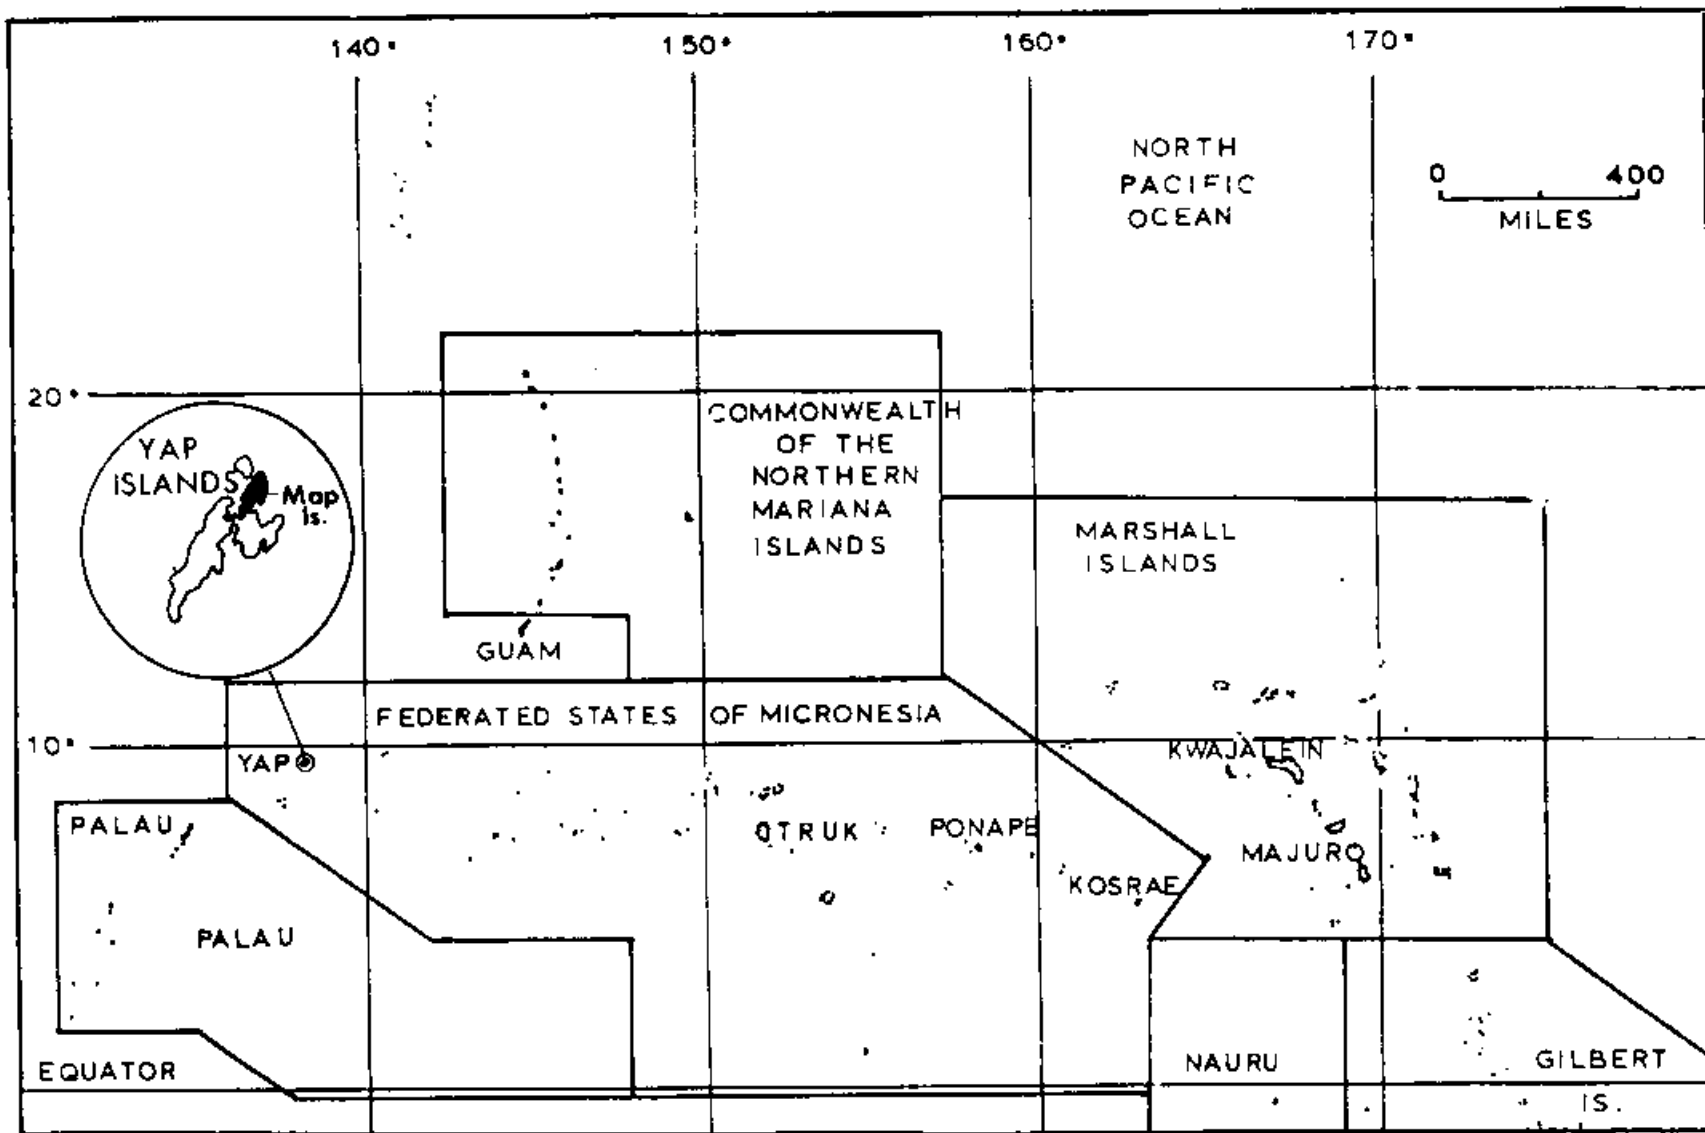 140°
150°
160°
170°
NORTH
PACIFIC
OCEAN
0 400
MILES
20°
COMMONWEALTH
OF THE
NORTHERN
MARIANA
ISLANDS
YAP
ISLANDS
Map
Is.
MARSHALL
ISLANDS
GUAM
FEDERATED STATES OF MICRONESIA
10°
YAP
KWAJALEIN
PALAU
TRUK
PONAPE
MAJURO
KOSRAE
PALAU
EQUATOR
NAURU
GILBERT
IS.